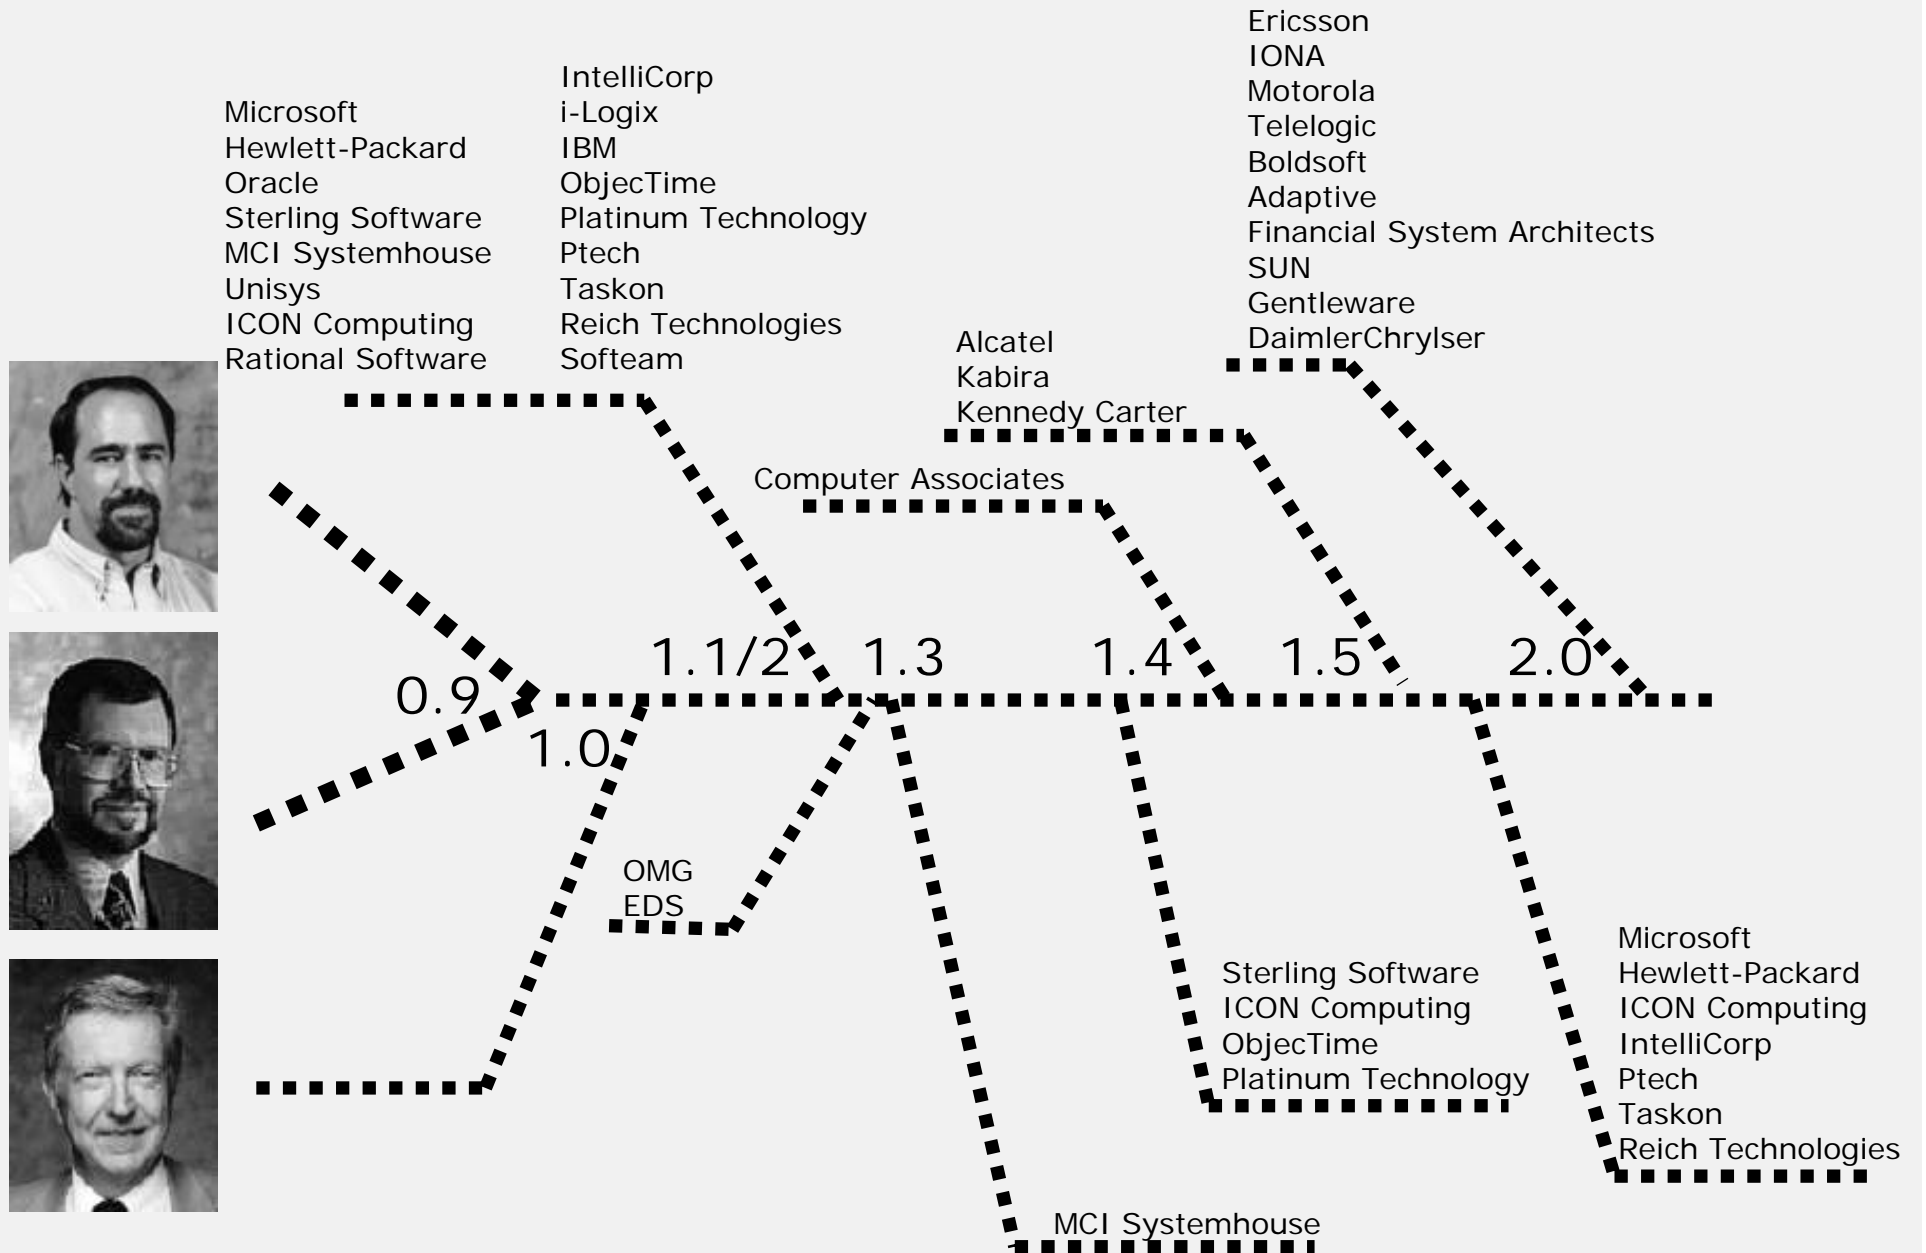 Microsoft
Hewlett-Packard
Oracle
Sterling Software
MCI Systemhouse
Unisys
ICON Computing
Rational Software
IntelliCorp
i-Logix
IBM
ObjecTime
Platinum Technology
Ptech
Taskon
Reich Technologies
Softeam
Ericsson
IONA
Motorola
Telelogic
Boldsoft
Adaptive
Financial System Architects
SUN
Gentleware
DaimlerChrylser
Alcatel
Kabira
Kennedy Carter
Computer Associates
0.9
1.0
1.1/2
1.3
1.4
1.5
2.0
OMG
EDS
Sterling Software
ICON Computing
ObjecTime
Platinum Technology
Microsoft
Hewlett-Packard
ICON Computing
IntelliCorp
Ptech
Taskon
Reich Technologies
MCI Systemhouse